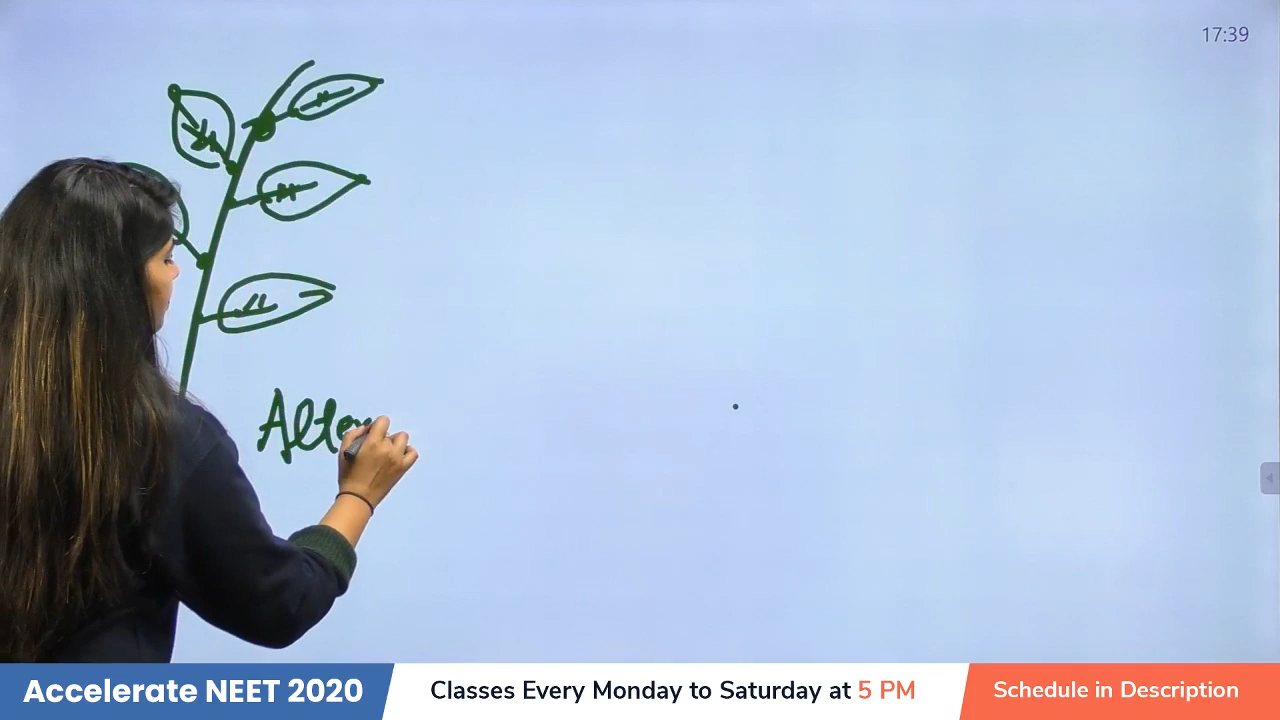 17:39
Alter
Accelerate NEET 2020
Classes Every Monday to Saturday at 5 PM
Schedule in Description